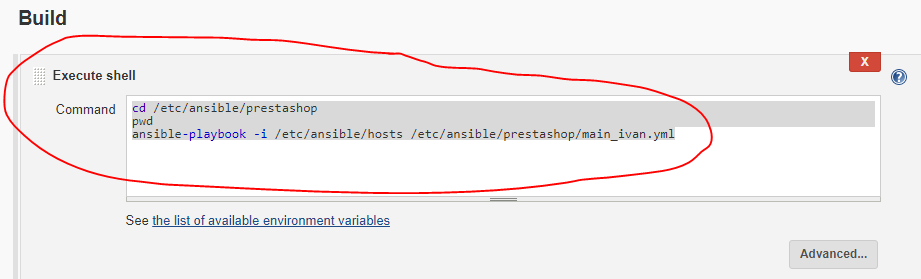 Build
X
Execute shell
Command
cd /etc/ansible/prestashop
pwd
ansible-playbook -i /etc/ansible/hosts /etc/ansible/prestashop/main_ivan.yml
See the list of available environment variables
Advanced...